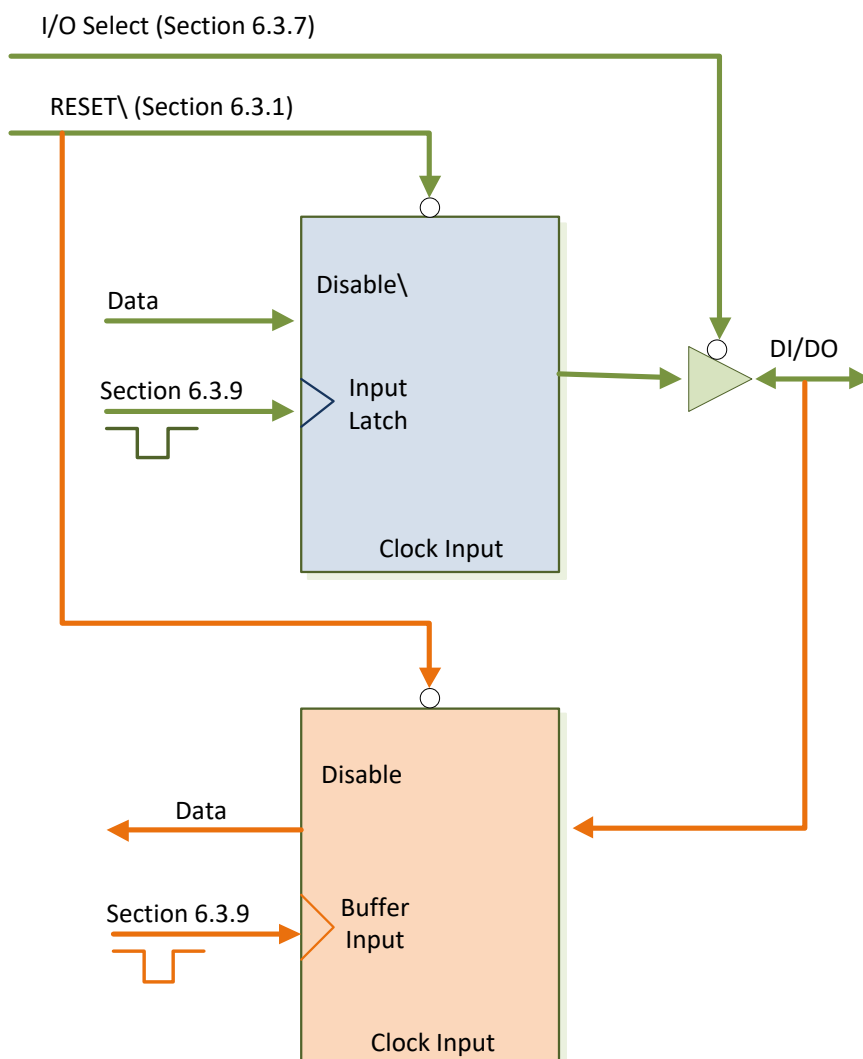 I/O Select (Section 6.3.7)
RESET\ (Section 6.3.1)
Disable\
Data
DI/DO
Section 6.3.9
Input
Latch
Clock Input
Disable
Data
Buffer
Input
Section 6.3.9
Clock Input